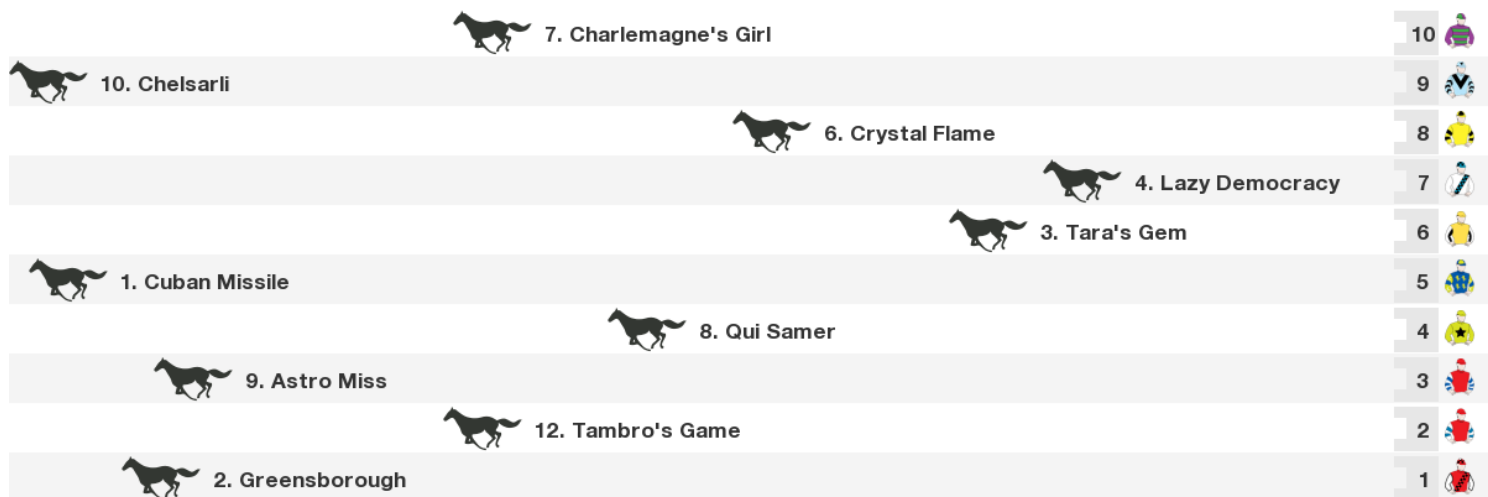 7. Charlemagne's Girl 10
10. Chelsarli 9
6. Crystal Flame 8
4. Lazy Democracy 7
3. Tara's Gem 6
1. Cuban Missile 5
8. Qui Samer 4
9. Astro Miss 3
12. Tambro's Game 2
2. Greensborough 1